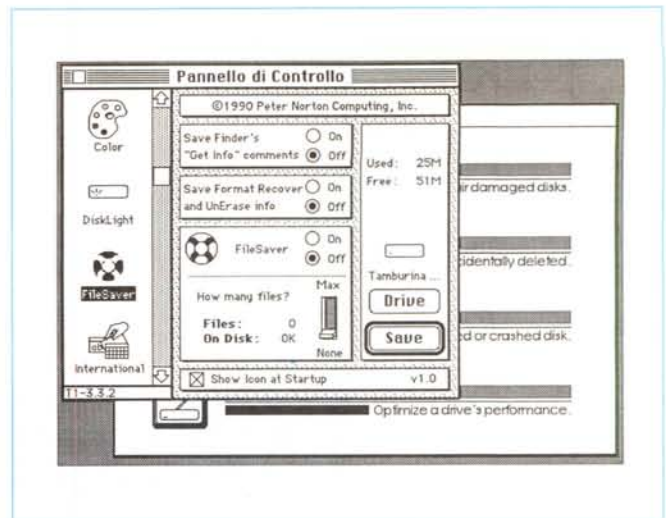 Pannello di Controllo
Color
DiskLight
FileSaver
International
T1-3.3.2
©1990 Peter Norton Computing, Inc.
Save Finder's
"Get Info" comments
On
Off
Save Format Recover
and UnErase info
On
Off
FileSaver
On
Off
How many files?
Files: 0
On Disk: 0K
Max
None
Used: 25M
Free: 51M
Tamburina ...
Drive
Save
Show Icon at Startup
v1.0
ir damaged disks.
cidentally deleted.
ed or crashed disk.
Optimize a drive's performance.